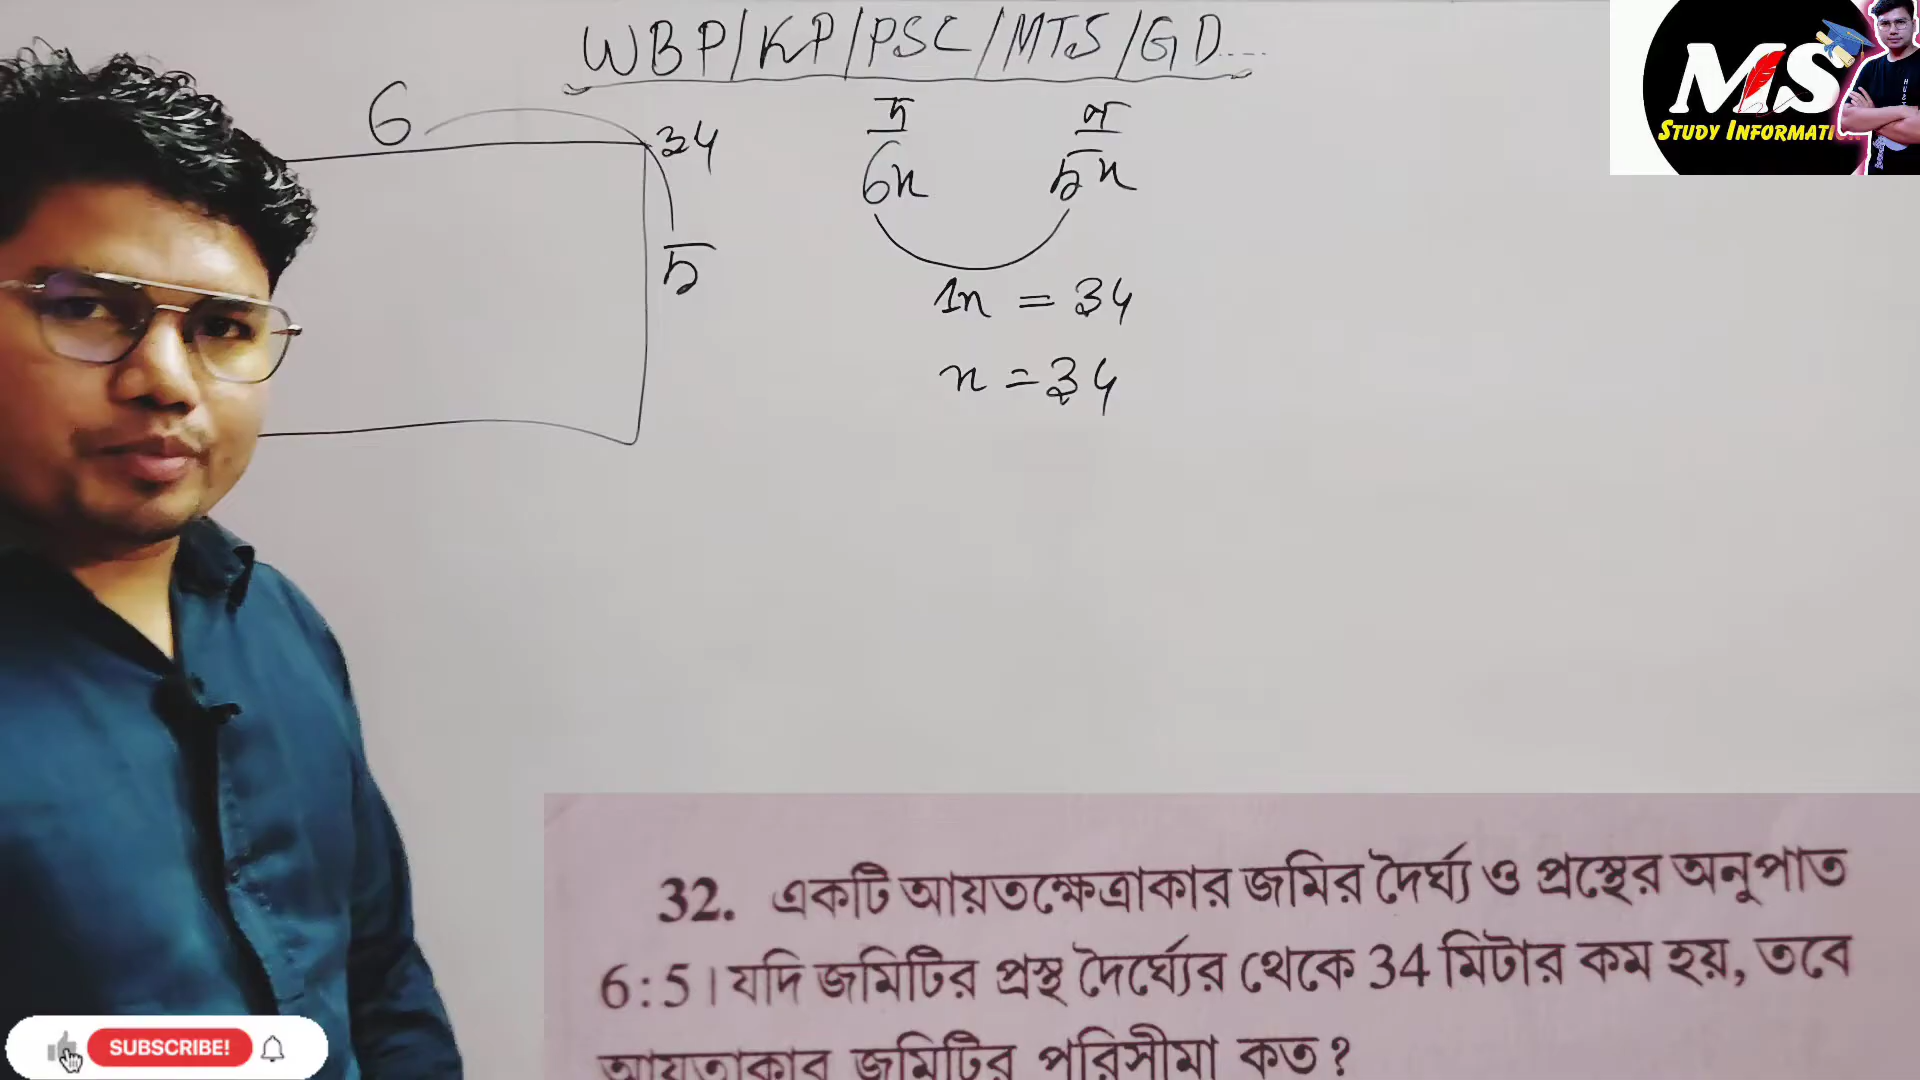 WBP/KP/PSC/MTS/GD....
MS
STUDY INFORMATI
6
34
5
6x
5x
1x = 34
x = 34
32. একটি আয়তক্ষেত্রাকার জমির দৈর্ঘ্য ও প্রস্থের অনুপাত
6:5। যদি জমিটির প্রস্থ দৈর্ঘ্যের থেকে 34 মিটার কম হয়, তবে
আয়তাকার জমিটির পরিসীমা কত?
SUBSCRIBE!